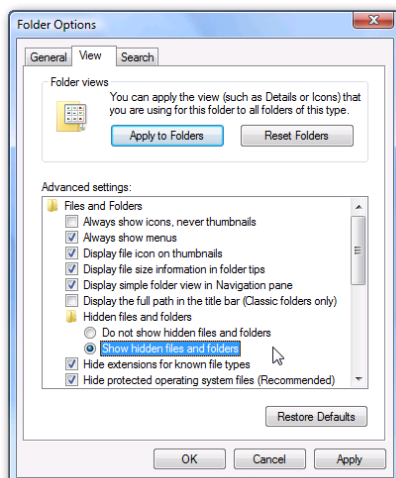 Folder Options
General View Search
Folder views
You can apply the view (such as Details or Icons) that
you are using for this folder to all folders of this type.
Apply to Folders Reset Folders
Advanced settings:
Files and Folders
Always show icons, never thumbnails
Always show menus
Display file icon on thumbnails
Display file size information in folder tips
Display simple folder view in Navigation pane
Display the full path in the title bar (Classic folders only)
Hidden files and folders
Do not show hidden files and folders
Show hidden files and folders
Hide extensions for known file types
Hide protected operating system files (Recommended)
Restore Defaults
OK Cancel Apply